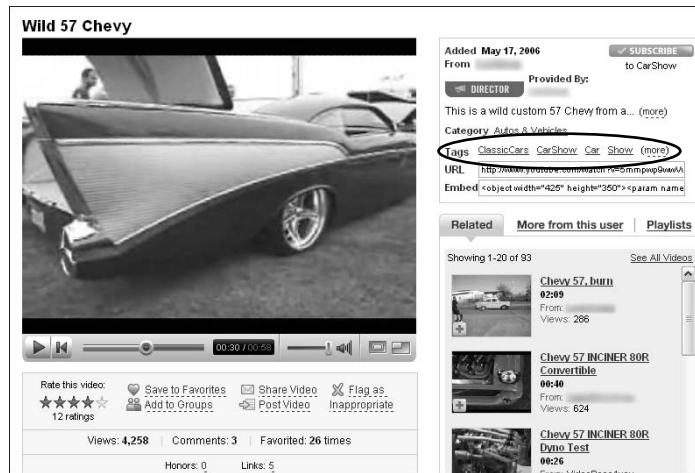 Wild 57 Chevy
00:30 / 00:58
Rate this video:
12 ratings
Save to Favorites
Add to Groups
Share Video
Post Video
Flag as
Inappropriate
Views: 4,258
Comments: 3
Favorited: 26 times
Honors: 0
Links: 5
Added May 17, 2006
From
SUBSCRIBE
to CarShow
DIRECTOR
Provided By:
This is a wild custom 57 Chevy from a... (more)
Category Autos & Vehicles
Tags ClassicCars CarShow Car Show (more)
URL
Embed <object width="425" height="350"><param name
Related
More from this user
Playlists
Showing 1-20 of 93
See All Videos
Chevy 57, burn
02:09
From:
Views: 286
Chevy 57 INCINER 80R
Convertible
00:40
From:
Views: 624
Chevy 57 INCINER 80R
Dyno Test
00:26